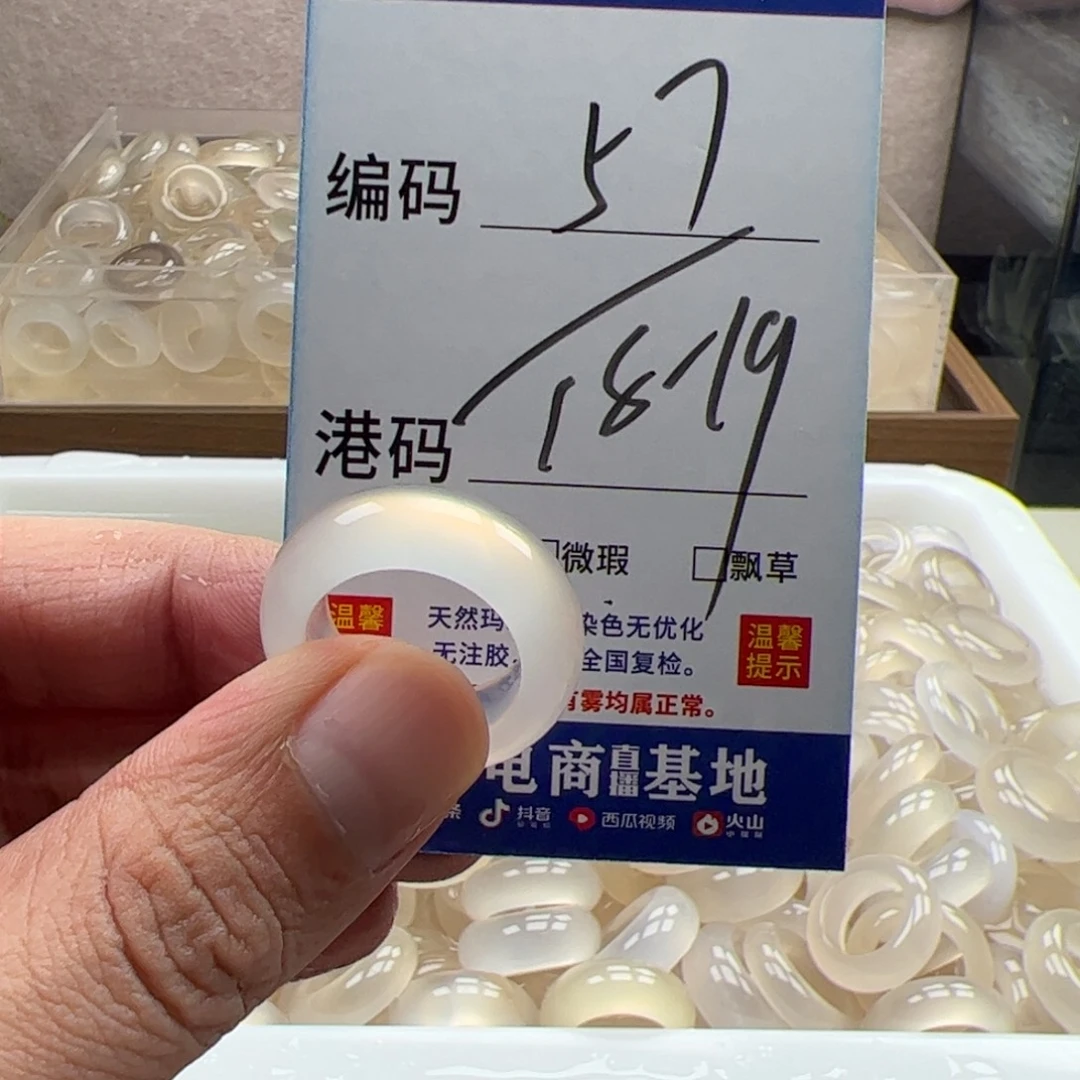 编码 57
港码 18-19
微瑕 飘草
温馨 天然玛 染色无优化 温馨
无注胶 全国复检。 提示
有雾均属正常。
电商直播基地
条 抖音 西瓜视频 火山